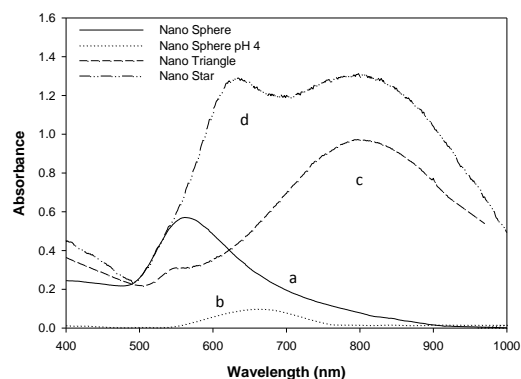 Nano Sphere
Nano Sphere pH 4
Nano Triangle
Nano Star
1.6
1.4
1.2
1.0
0.8
0.6
0.4
0.2
0.0
Absorbance
d
c
a
b
400 500 600 700 800 900 1000
Wavelength (nm)